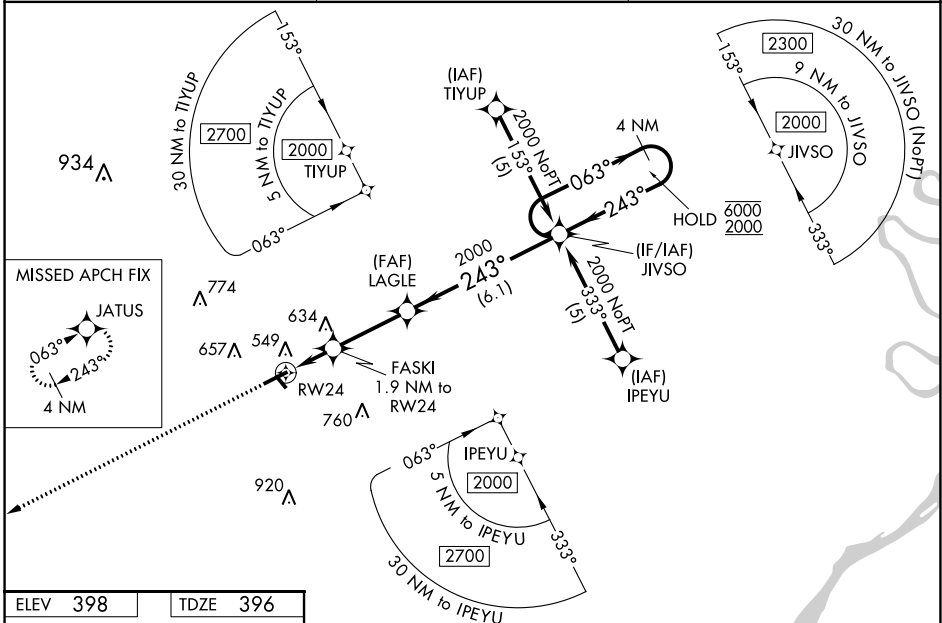 153°
30 NM to TIYUP
2700
5 NM to TIYUP
2000
TIYUP
063°
934
(IAF)
TIYUP
2000 NoPT
153°
(5)
4 NM
063°
243°
HOLD
6000
2000
(IF/IAF)
JIVSO
153°
30 NM to JIVSO (NoPT)
2300
9 NM to JIVSO
2000
JIVSO
333°
2000
243°
(6.1)
(FAF)
LAGLE
2000 NoPT
333°
(5)
(IAF)
IPEYU
MISSED APCH FIX
JATUS
063°
243°
4 NM
774
634
657
549
RW24
FASKI
1.9 NM to
RW24
760
920
063°
IPEYU
2000
5 NM to IPEYU
333°
2700
30 NM to IPEYU
ELEV 398
TDZE 396